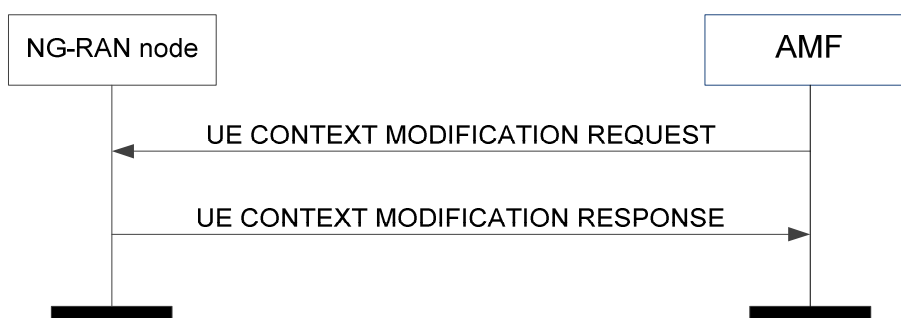 NG-RAN node
AMF
UE CONTEXT MODIFICATION REQUEST
UE CONTEXT MODIFICATION RESPONSE